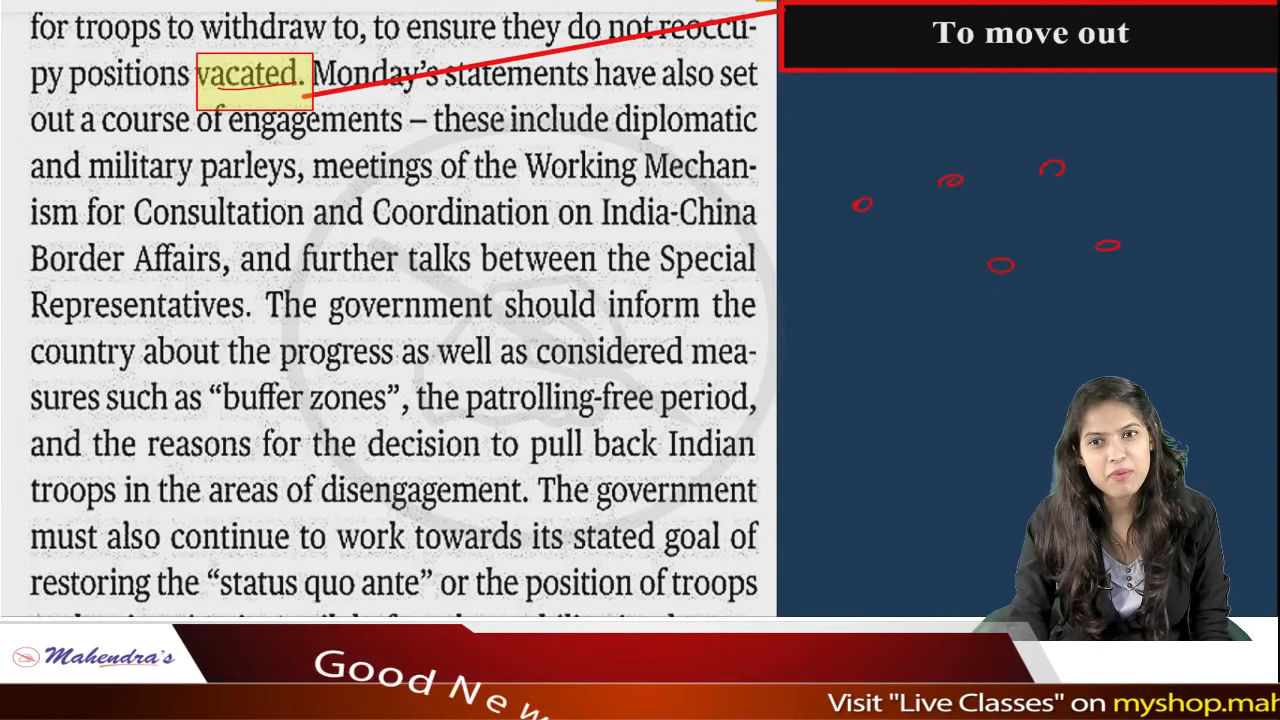 for troops to withdraw to, to ensure they do not reoccu-
py positions vacated. Monday's statements have also set
out a course of engagements – these include diplomatic
and military parleys, meetings of the Working Mechan-
ism for Consultation and Coordination on India-China
Border Affairs, and further talks between the Special
Representatives. The government should inform the
country about the progress as well as considered mea-
sures such as “buffer zones”, the patrolling-free period,
and the reasons for the decision to pull back Indian
troops in the areas of disengagement. The government
must also continue to work towards its stated goal of
restoring the “status quo ante” or the position of troops
To move out
Mahendra's
Good New
Visit "Live Classes" on myshop.mah